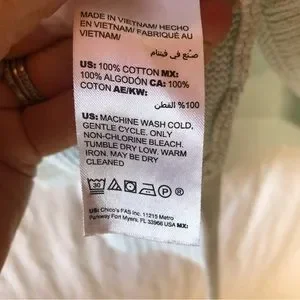 MADE IN VIETNAM/ HECHO
EN VIETNAM/ FABRIQUÉ AU
VIETNAM/
صنع في فيتنام
US: 100% COTTON MX:
100% ALGODÓN CA: 100%
COTON AE/KW:
100% القطن
US: MACHINE WASH COLD,
GENTLE CYCLE. ONLY
NON-CHLORINE BLEACH.
TUMBLE DRY LOW. WARM
IRON. MAY BE DRY
CLEANED
30 P
US: Chico's FAS Inc. 11215 Metro
Parkway Fort Myers, FL 33966 USA MX: